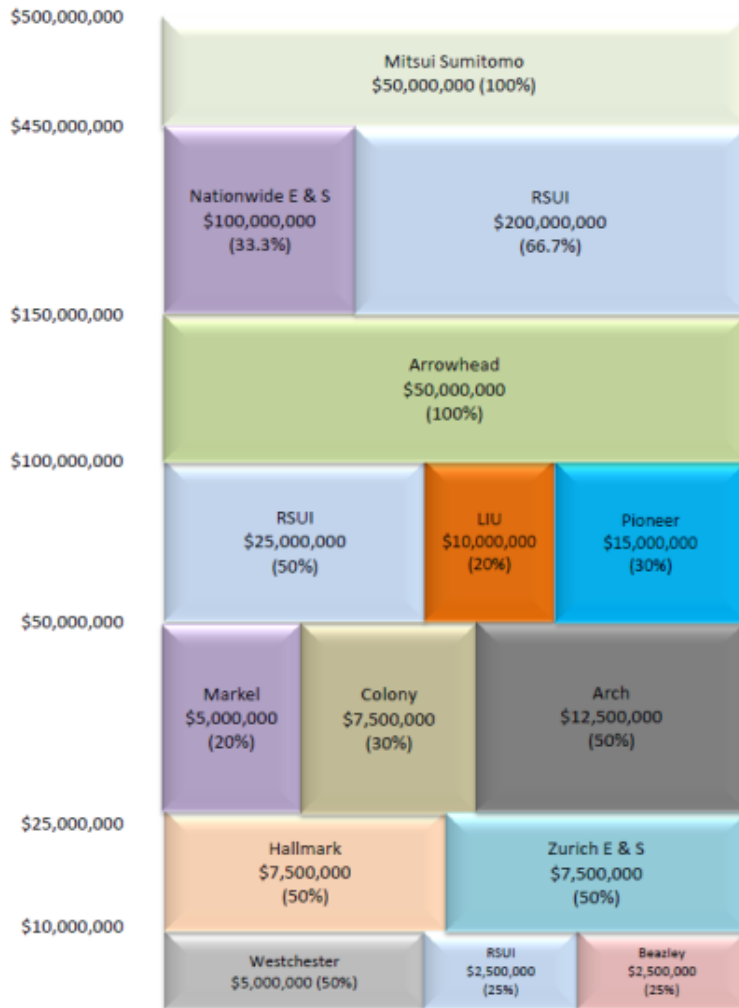 $500,000,000
Mitsui Sumitomo
$50,000,000 (100%)
$450,000,000
Nationwide E & S
$100,000,000
(33.3%)
RSUI
$200,000,000
(66.7%)
$150,000,000
Arrowhead
$50,000,000
(100%)
$100,000,000
RSUI
$25,000,000
(50%)
LIU
$10,000,000
(20%)
Pioneer
$15,000,000
(30%)
$50,000,000
Markel
$5,000,000
(20%)
Colony
$7,500,000
(30%)
Arch
$12,500,000
(50%)
$25,000,000
Hallmark
$7,500,000
(50%)
Zurich E & S
$7,500,000
(50%)
$10,000,000
Westchester
$5,000,000 (50%)
RSUI
$2,500,000
(25%)
Beazley
$2,500,000
(25%)